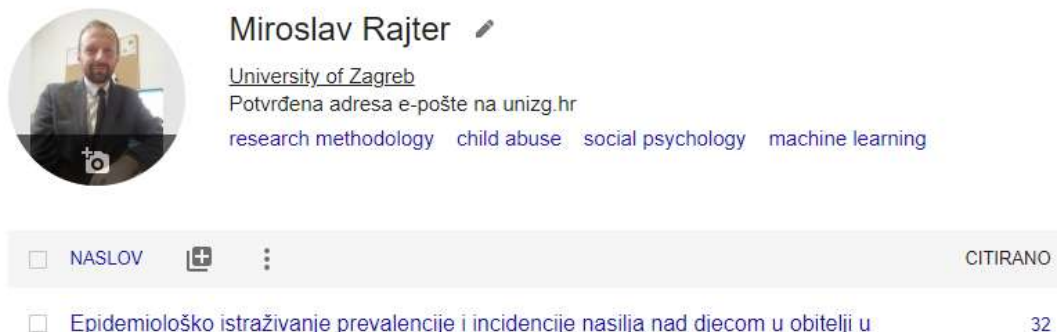 Miroslav Rajter
University of Zagreb
Potvrđena adresa e-pošte na unizg.hr
research methodology child abuse social psychology machine learning
NASLOV CITIRANO
Epidemiološko istraživanje prevalencije i incidencije nasilja nad djecom u obitelji u 32